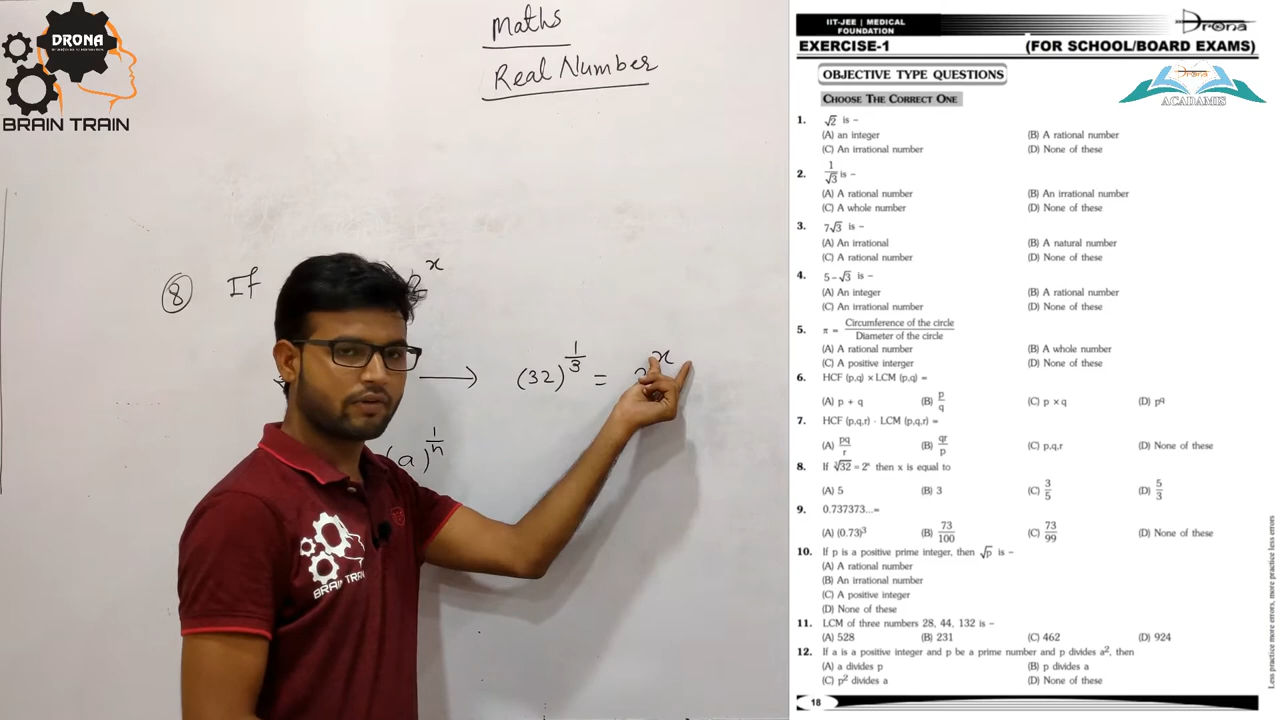 DRONA
BRAIN TRAIN
Maths
Real Number
8 If 2^x
(32)^{1/3} = x
(a)^{1/n}
BRAIN TRAIN
IIT-JEE | MEDICAL
FOUNDATION
Drona
EXERCISE-1 (FOR SCHOOL/BOARD EXAMS)
OBJECTIVE TYPE QUESTIONS
Drona
ACADAMIS
CHOOSE THE CORRECT ONE
1. √2 is –
(A) an integer (B) A rational number
(C) An irrational number (D) None of these
2. 1/√3 is –
(A) A rational number (B) An irrational number
(C) A whole number (D) None of these
3. 7√3 is –
(A) An irrational (B) A natural number
(C) A rational number (D) None of these
4. 5 – √3 is –
(A) An integer (B) A rational number
(C) An irrational number (D) None of these
5. π = Circumference of the circle / Diameter of the circle
(A) A rational number (B) A whole number
(C) A positive interger (D) None of these
6. HCF (p,q) × LCM (p,q) =
(A) p + q (B) p/q (C) p × q (D) p^q
7. HCF (p,q,r) · LCM (p,q,r) =
(A) pq/r (B) qr/p (C) p,q,r (D) None of these
8. If ∛32 = 2^x then x is equal to
(A) 5 (B) 3 (C) 3/5 (D) 5/3
9. 0.737373...=
(A) (0.73)^3 (B) 73/100 (C) 73/99 (D) None of these
10. If p is a positive prime integer, then √p is –
(A) A rational number
(B) An irrational number
(C) A positive integer
(D) None of these
11. LCM of three numbers 28, 44, 132 is –
(A) 528 (B) 231 (C) 462 (D) 924
12. If a is a positive integer and p be a prime number and p divides a^2, then
(A) a divides p (B) p divides a
(C) p^2 divides a (D) None of these
18
Less practice more errors, more practice less errors